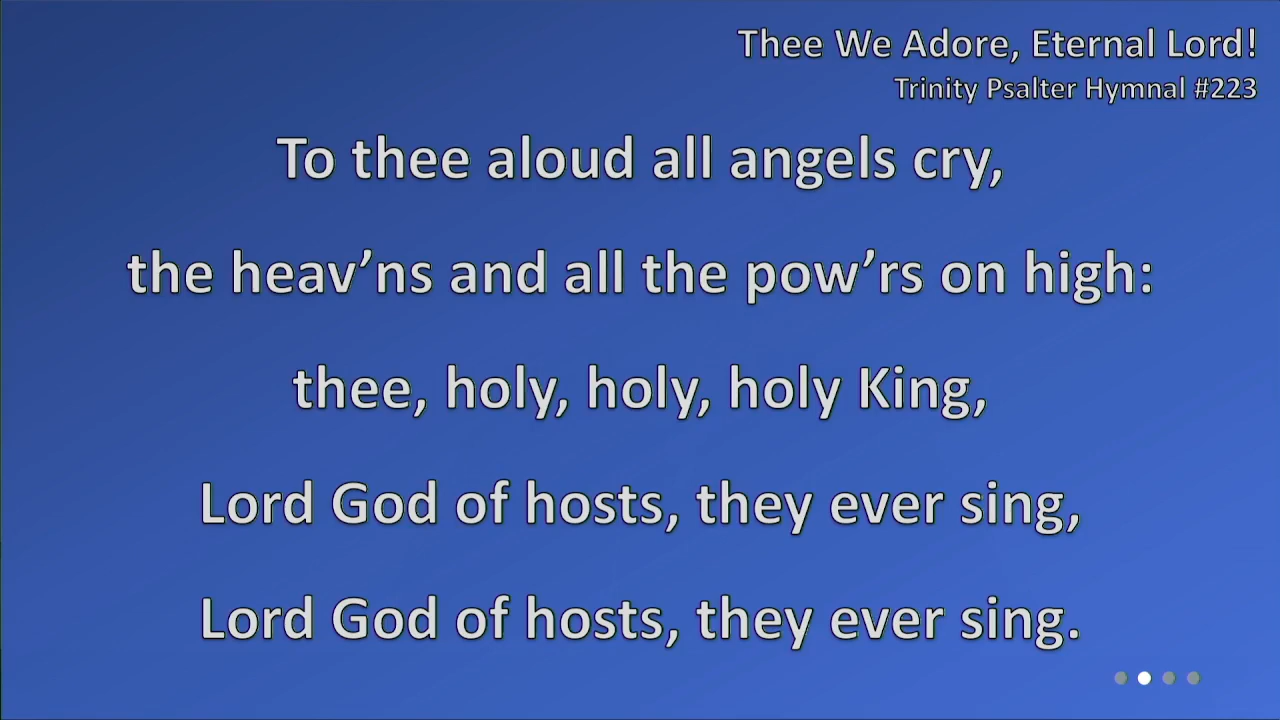 Thee We Adore, Eternal Lord!
Trinity Psalter Hymnal #223
To thee aloud all angels cry,
the heav’ns and all the pow’rs on high:
thee, holy, holy, holy King,
Lord God of hosts, they ever sing,
Lord God of hosts, they ever sing.